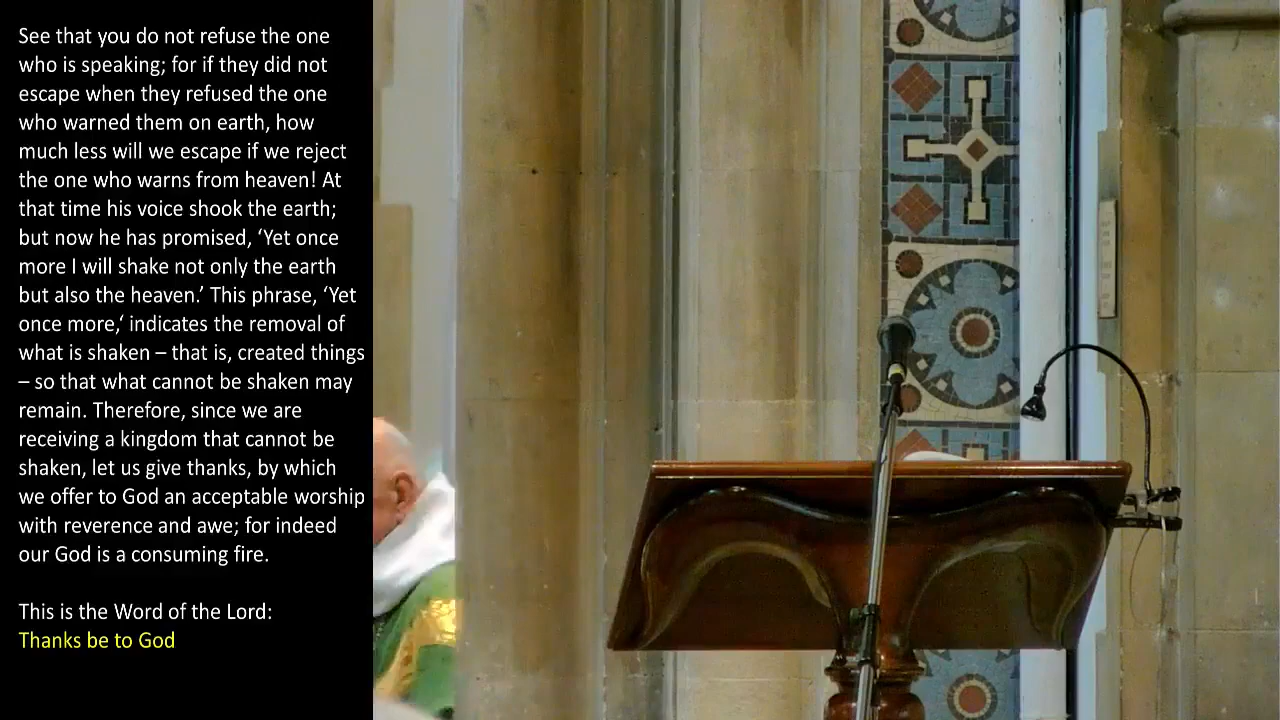 See that you do not refuse the one
who is speaking; for if they did not
escape when they refused the one
who warned them on earth, how
much less will we escape if we reject
the one who warns from heaven! At
that time his voice shook the earth;
but now he has promised, ‘Yet once
more I will shake not only the earth
but also the heaven.’ This phrase, ‘Yet
once more,‘ indicates the removal of
what is shaken – that is, created things
– so that what cannot be shaken may
remain. Therefore, since we are
receiving a kingdom that cannot be
shaken, let us give thanks, by which
we offer to God an acceptable worship
with reverence and awe; for indeed
our God is a consuming fire.
This is the Word of the Lord:
Thanks be to God